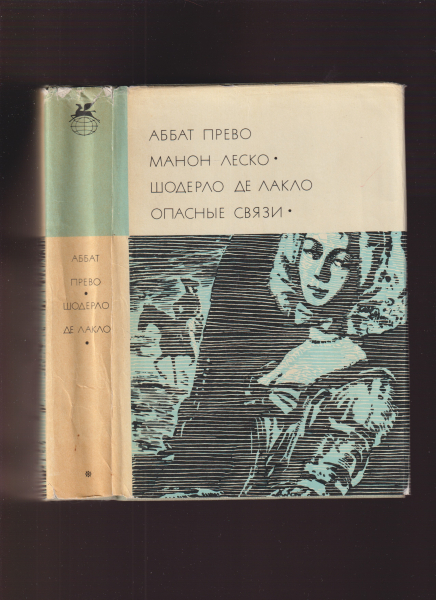 АББАТ ПРЕВО
МАНОН ЛЕСКО •
ШОДЕРЛО ДЕ ЛАКЛО
ОПАСНЫЕ СВЯЗИ •
АББАТ
ПРЕВО
•
ШОДЕРЛО
ДЕ ЛАКЛО
•
*